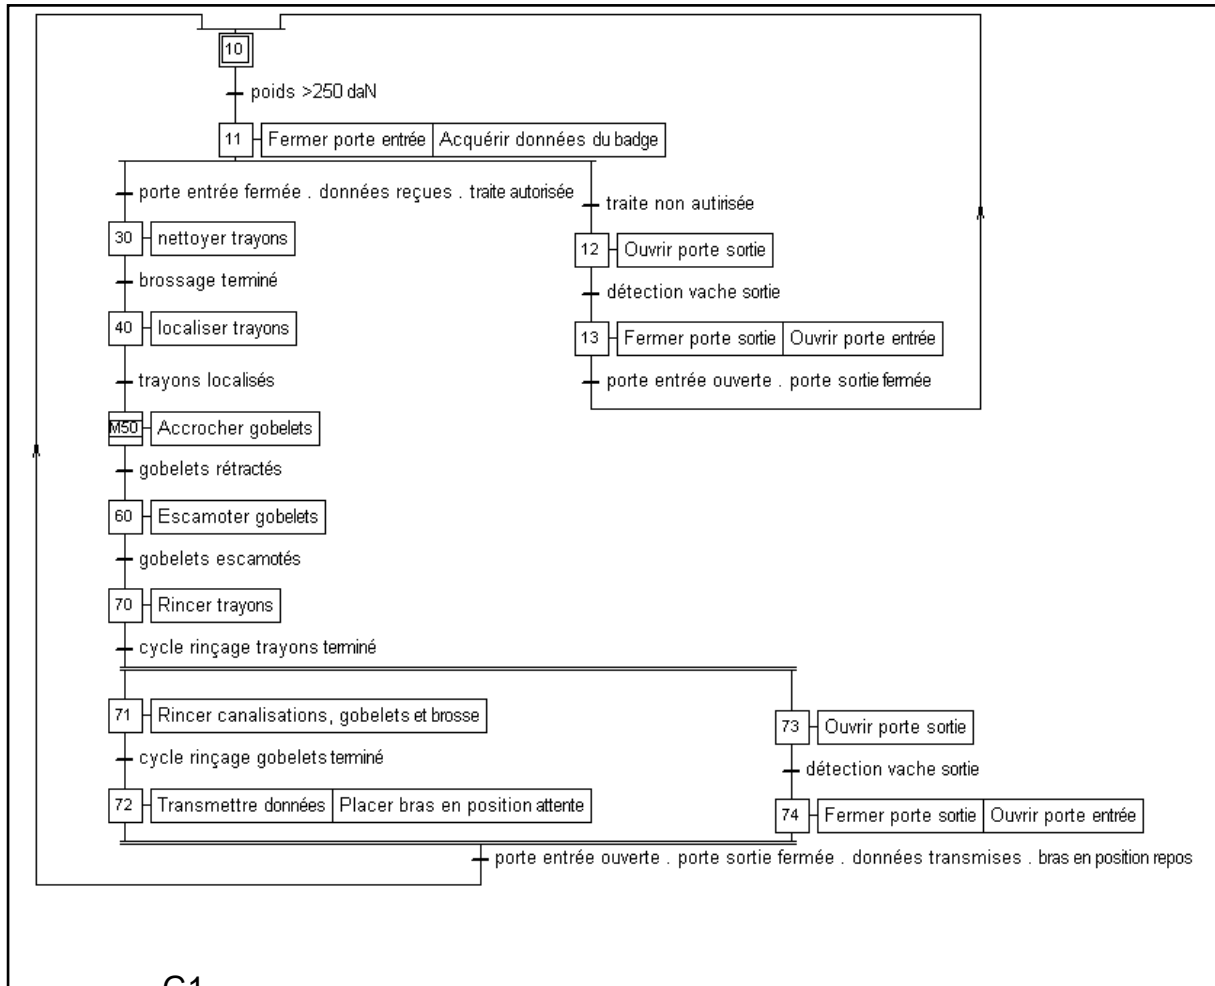 10
poids >250 daN
11 Fermer porte entrée Acquérir données du badge
porte entrée fermée . données reçues . traite autorisée
traite non autirisée
30 nettoyer trayons
12 Ouvrir porte sortie
brossage terminé
détection vache sortie
40 localiser trayons
13 Fermer porte sortie Ouvrir porte entrée
trayons localisés
porte entrée ouverte . porte sortie fermée
M50 Accrocher gobelets
gobelets rétractés
60 Escamoter gobelets
gobelets escamotés
70 Rincer trayons
cycle rinçage trayons terminé
71 Rincer canalisations, gobelets et brosse
73 Ouvrir porte sortie
cycle rinçage gobelets terminé
détection vache sortie
72 Transmettre données Placer bras en position attente
74 Fermer porte sortie Ouvrir porte entrée
porte entrée ouverte . porte sortie fermée . données transmises . bras en position repos